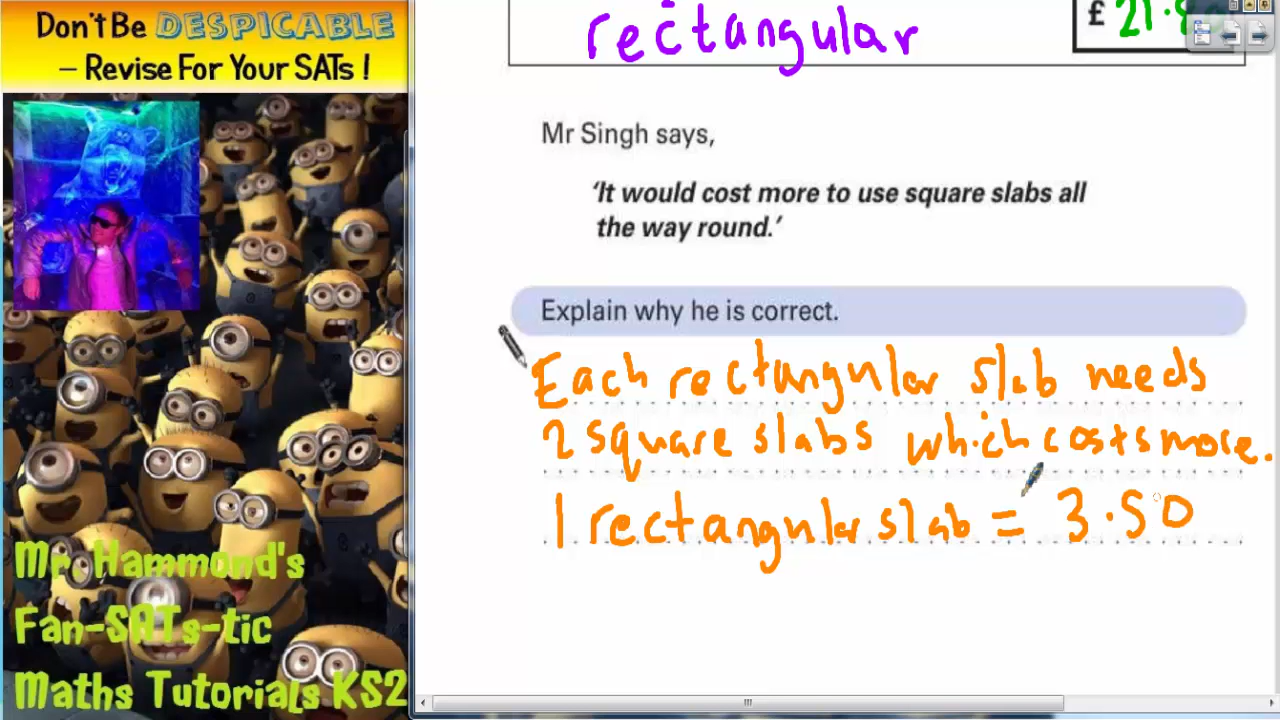 Don't Be DESPICABLE
– Revise For Your SATs !
Mr. Hammond's
Fan-SATs-tic
Maths Tutorials KS2
rectangular
£ 21.8
Mr Singh says,
‘It would cost more to use square slabs all
the way round.’
Explain why he is correct.
Each rectangular slab needs
2 square slabs which costs more.
1 rectangular slab = 3.50